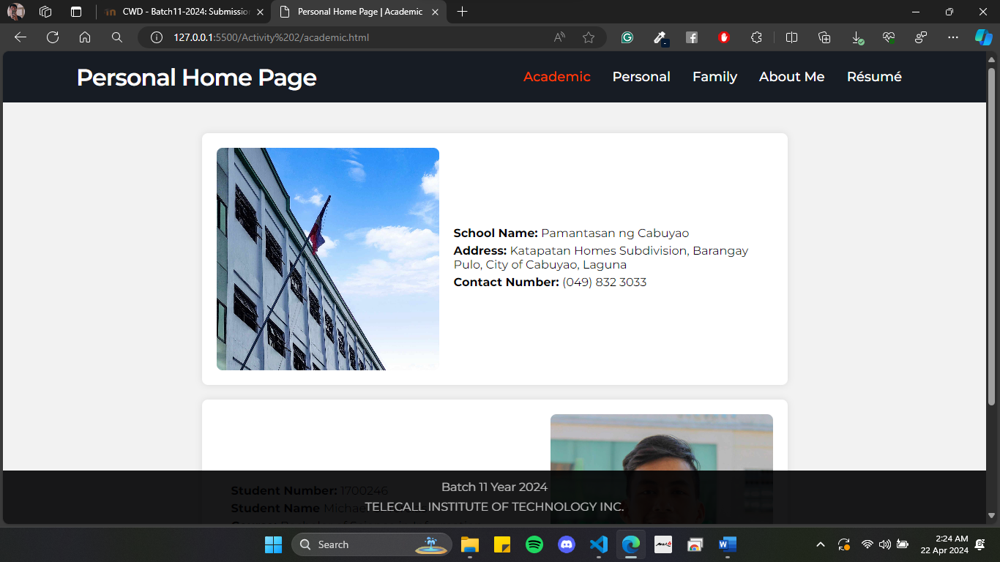 CWD - Batch11-2024: Submission
Personal Home Page | Academic
127.0.0.1:5500/Activity%202/academic.html
Personal Home Page
Academic
Personal
Family
About Me
Résumé
School Name: Pamantasan ng Cabuyao
Address: Katapatan Homes Subdivision, Barangay
Pulo, City of Cabuyao, Laguna
Contact Number: (049) 832 3033
Student Number: 1700246
Student Name
Batch 11 Year 2024
TELECALL INSTITUTE OF TECHNOLOGY INC.
Search
2:24 AM
22 Apr 2024